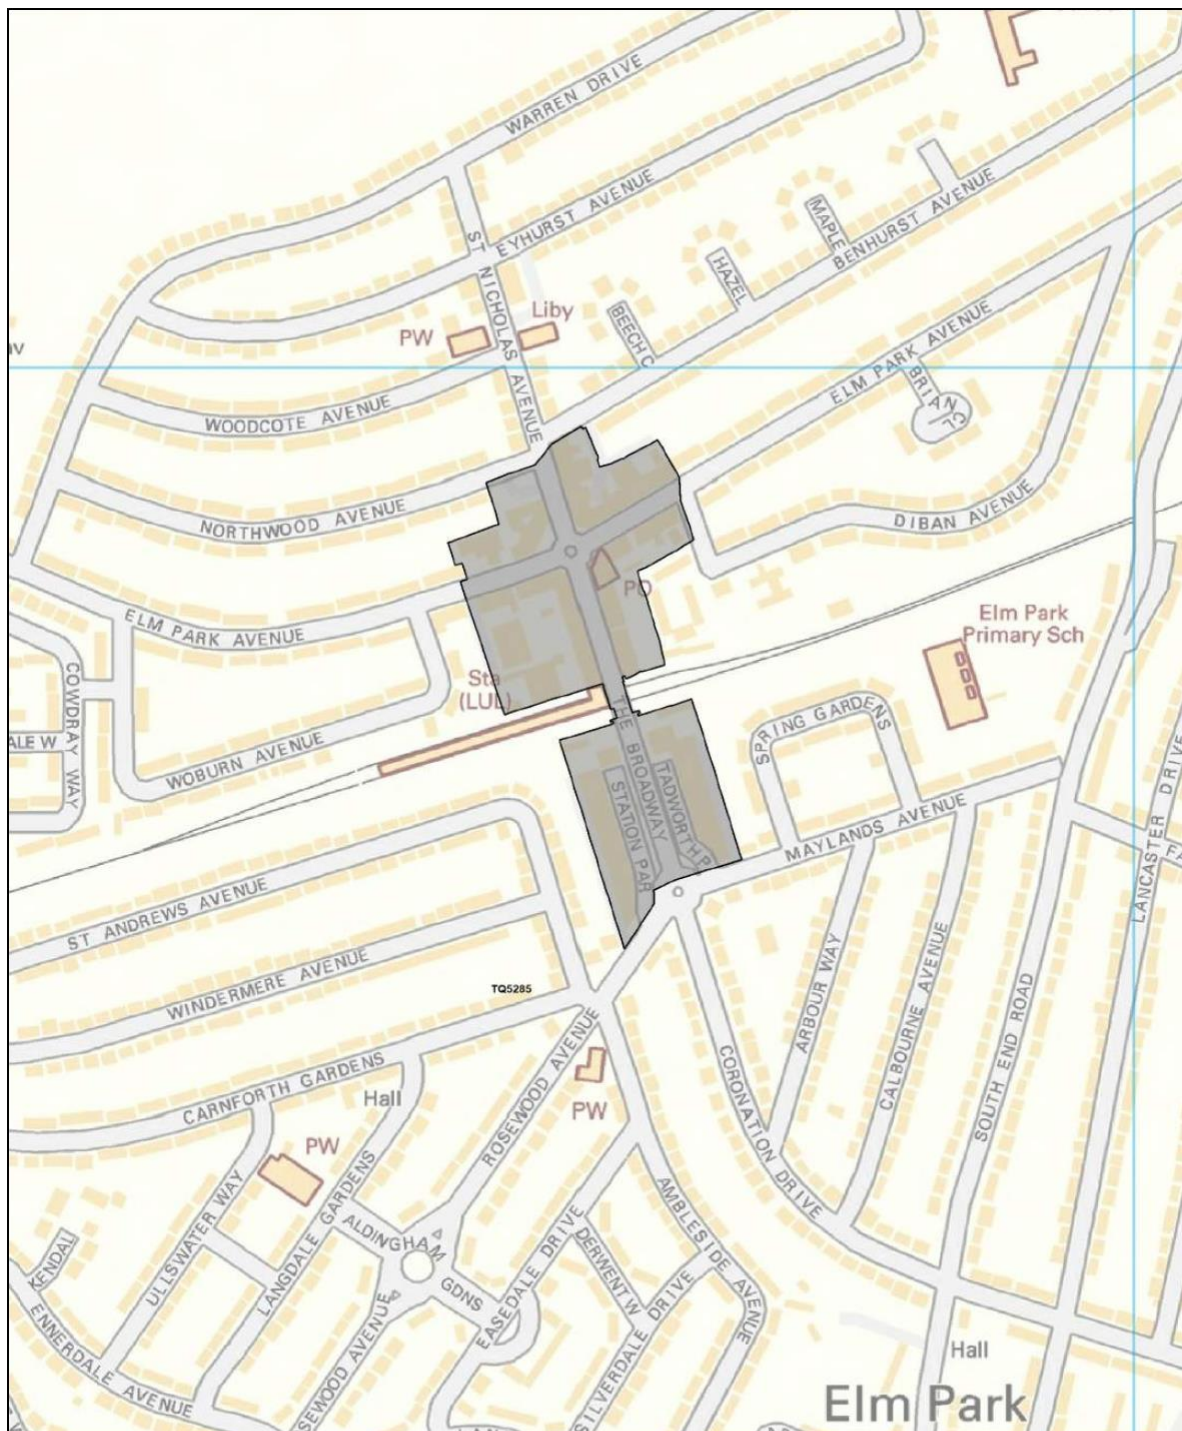 WARREN DRIVE
EYHURST AVENUE
ST NICHOLAS AVENUE
MAPLE
BENHURST AVENUE
HAZEL
BEECH C
Liby
PW
ELM PARK AVENUE
BRIAN CL
WOODCOTE AVENUE
NORTHWOOD AVENUE
DIBAN AVENUE
PO
ELM PARK AVENUE
Elm Park
Primary Sch
COWDRAY WAY
Sta
(LUL)
ALE W
WOBURN AVENUE
THE BROADWAY
SPRING GARDENS
STATION PAR
TADWORTH P
MAYLANDS AVENUE
LANCASTER DRIVE
FA
ST ANDREWS AVENUE
WINDERMERE AVENUE
TQ5285
ARBOUR WAY
CALBOURNE AVENUE
SOUTH END ROAD
CARNFORTH GARDENS
Hall
ROSEWOOD AVENUE
PW
CORONATION DRIVE
PW
ULLSWATER WAY
LANGDALE GARDENS
ALDINGHAM
GDNS
AMBLESIDE AVENUE
EASEDALE DRIVE
DERWENT W
KENDAL
ENNERDALE AVENUE
SEWOOD AVENUE
SILVERDALE DRIVE
Hall
Elm Park